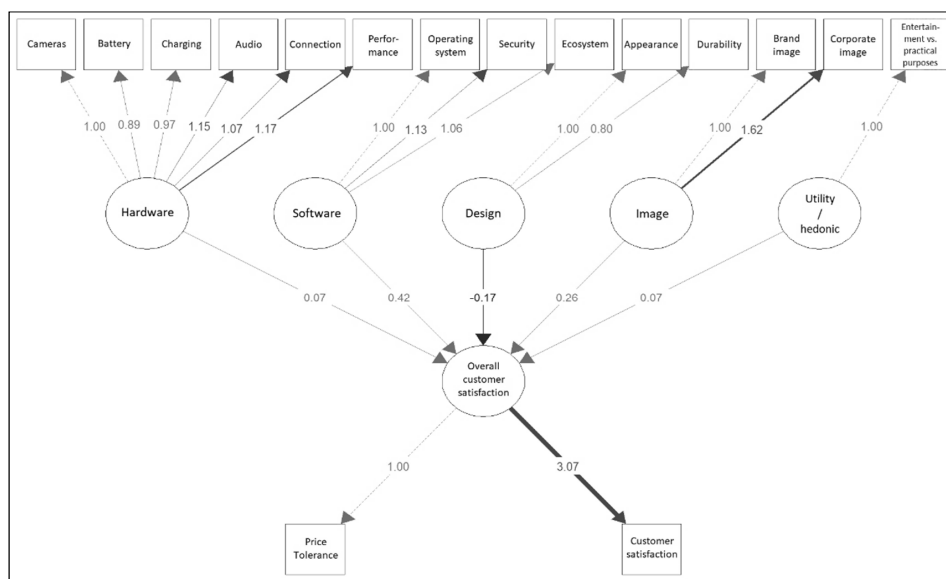 Cameras
Battery
Charging
Audio
Connection
Perfor-
mance
Operating
system
Security
Ecosystem
Appearance
Durability
Brand
image
Corporate
image
Entertain-
ment vs.
practical
purposes
1.00
0.89
0.97
1.15
1.07
1.17
1.00
1.13
1.06
1.00
0.80
1.00
1.62
1.00
Hardware
Software
Design
Image
Utility
/
hedonic
0.07
0.42
-0.17
0.26
0.07
Overall
customer
satisfaction
1.00
3.07
Price
Tolerance
Customer
satisfaction